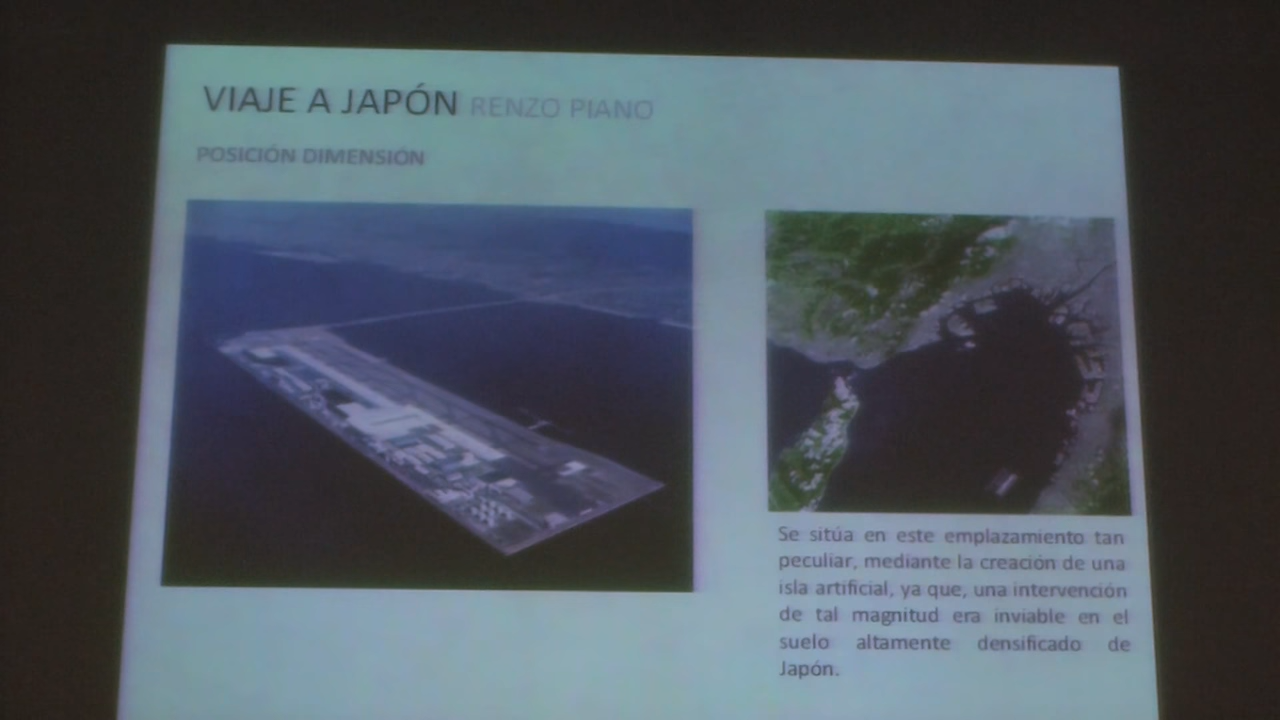 VIAJE A JAPÓN RENZO PIANO
POSICIÓN DIMENSIÓN
Se sitúa en este emplazamiento tan
peculiar, mediante la creación de una
isla artificial, ya que, una intervención
de tal magnitud era inviable en el
suelo altamente densificado de
Japón.